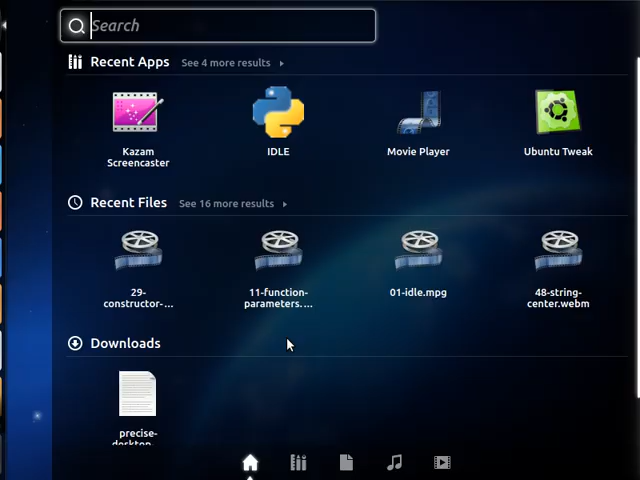 Search
Recent Apps See 4 more results
Kazam
Screencaster
IDLE
Movie Player
Ubuntu Tweak
Recent Files See 16 more results
29-
constructor-...
11-function-
parameters....
01-idle.mpg
48-string-
center.webm
Downloads
precise-
desktop...